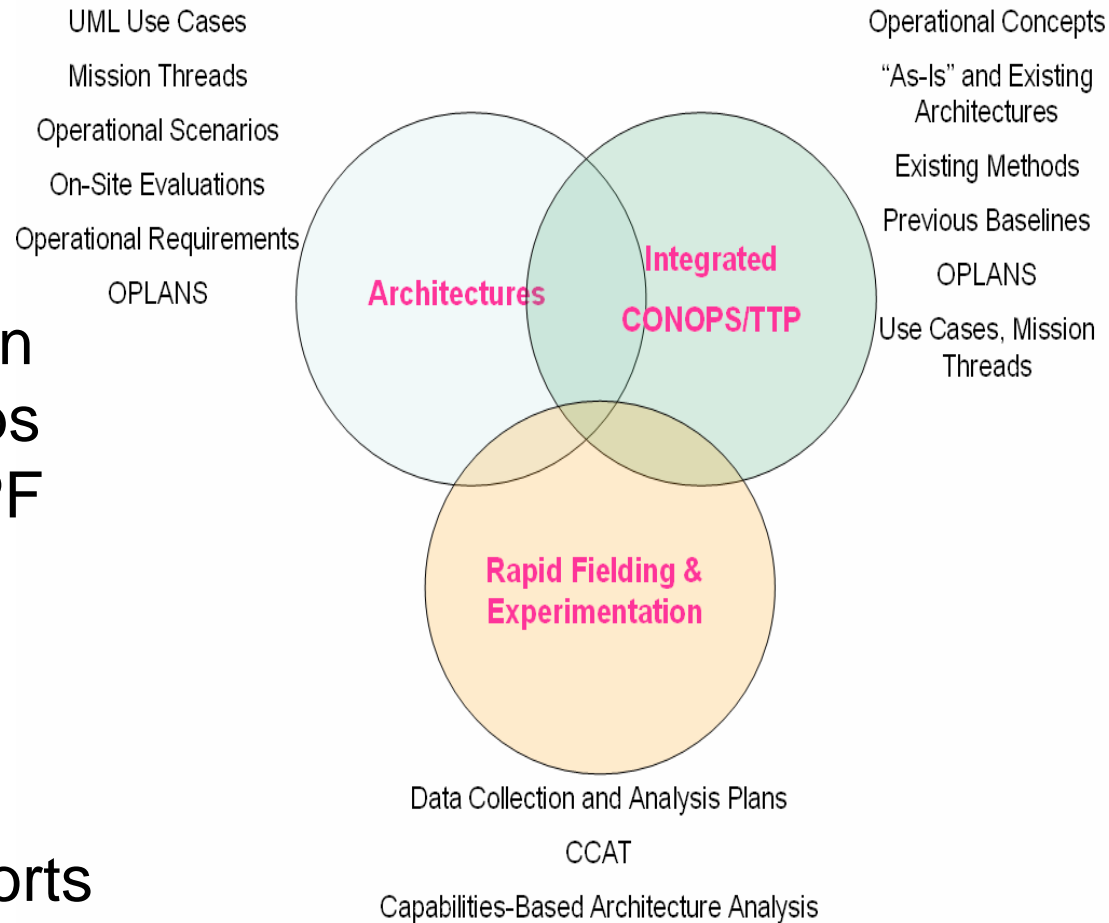 UML Use Cases
Mission Threads
Operational Scenarios
On-Site Evaluations
Operational Requirements
OPLANS
Operational Concepts
“As-Is” and Existing
Architectures
Existing Methods
Previous Baselines
OPLANS
Use Cases, Mission
Threads
Architectures
Integrated
CONOPS/TTP
Rapid Fielding &
Experimentation
Data Collection and Analysis Plans
CCAT
Capabilities-Based Architecture Analysis